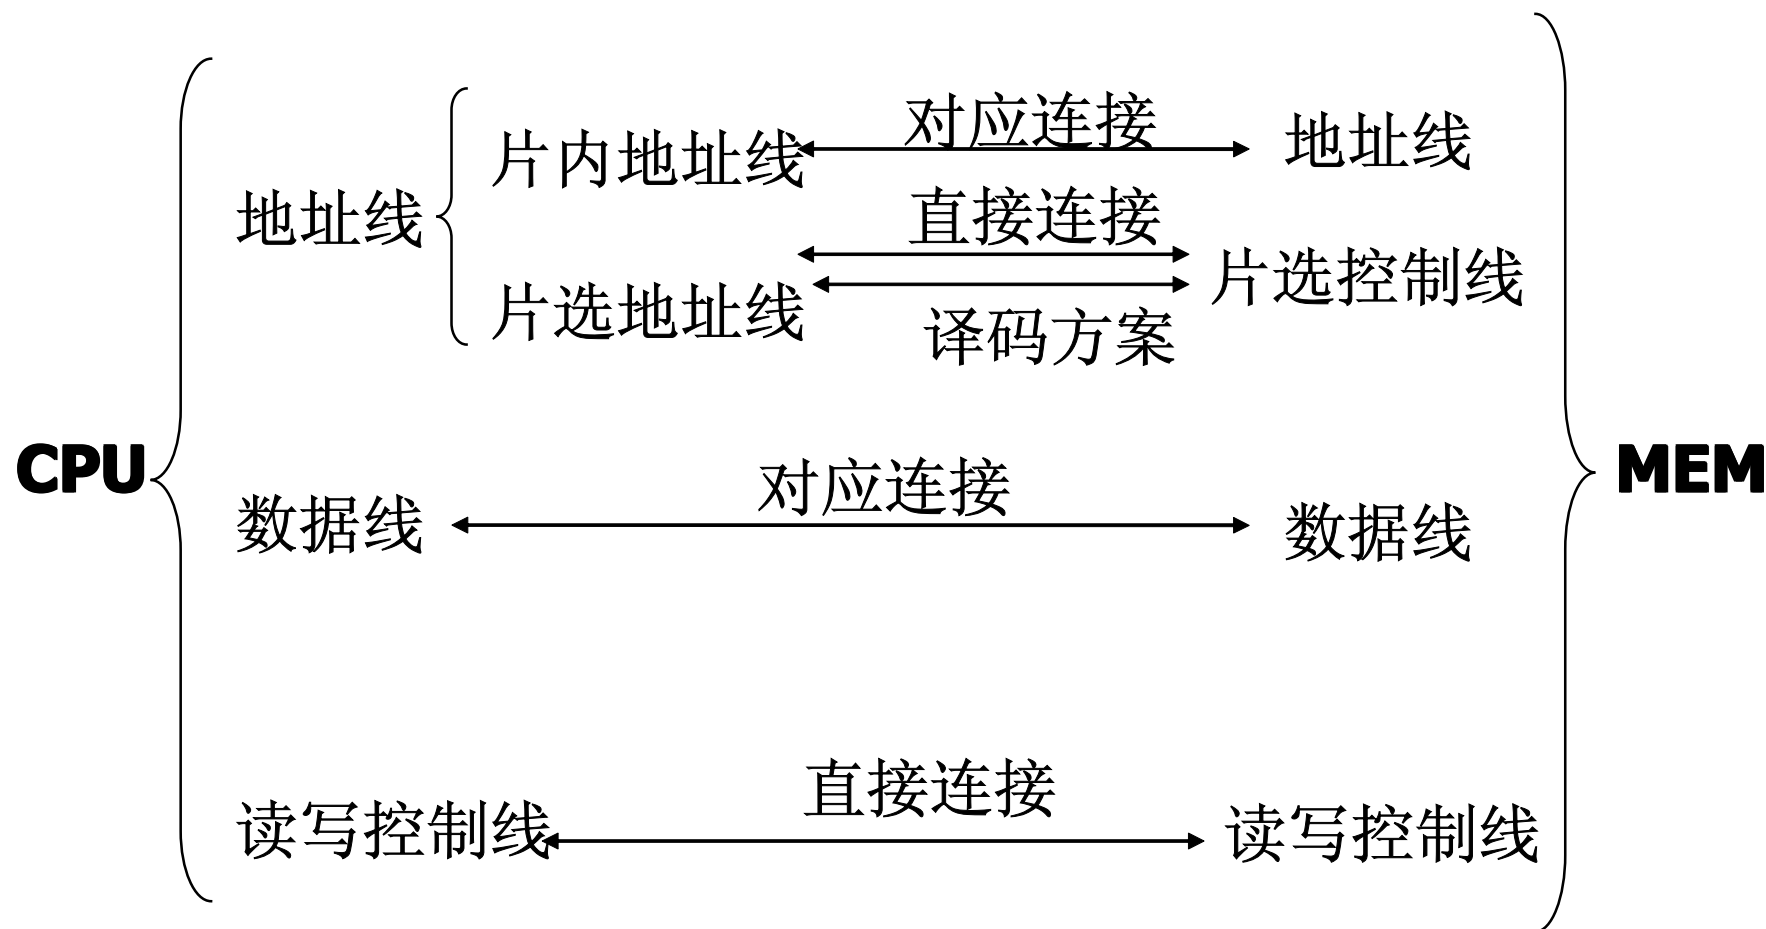 对应连接
片内地址线
地址线
地址线
直接连接
片选控制线
片选地址线
译码方案
CPU
MEM
对应连接
数据线
数据线
直接连接
读写控制线
读写控制线